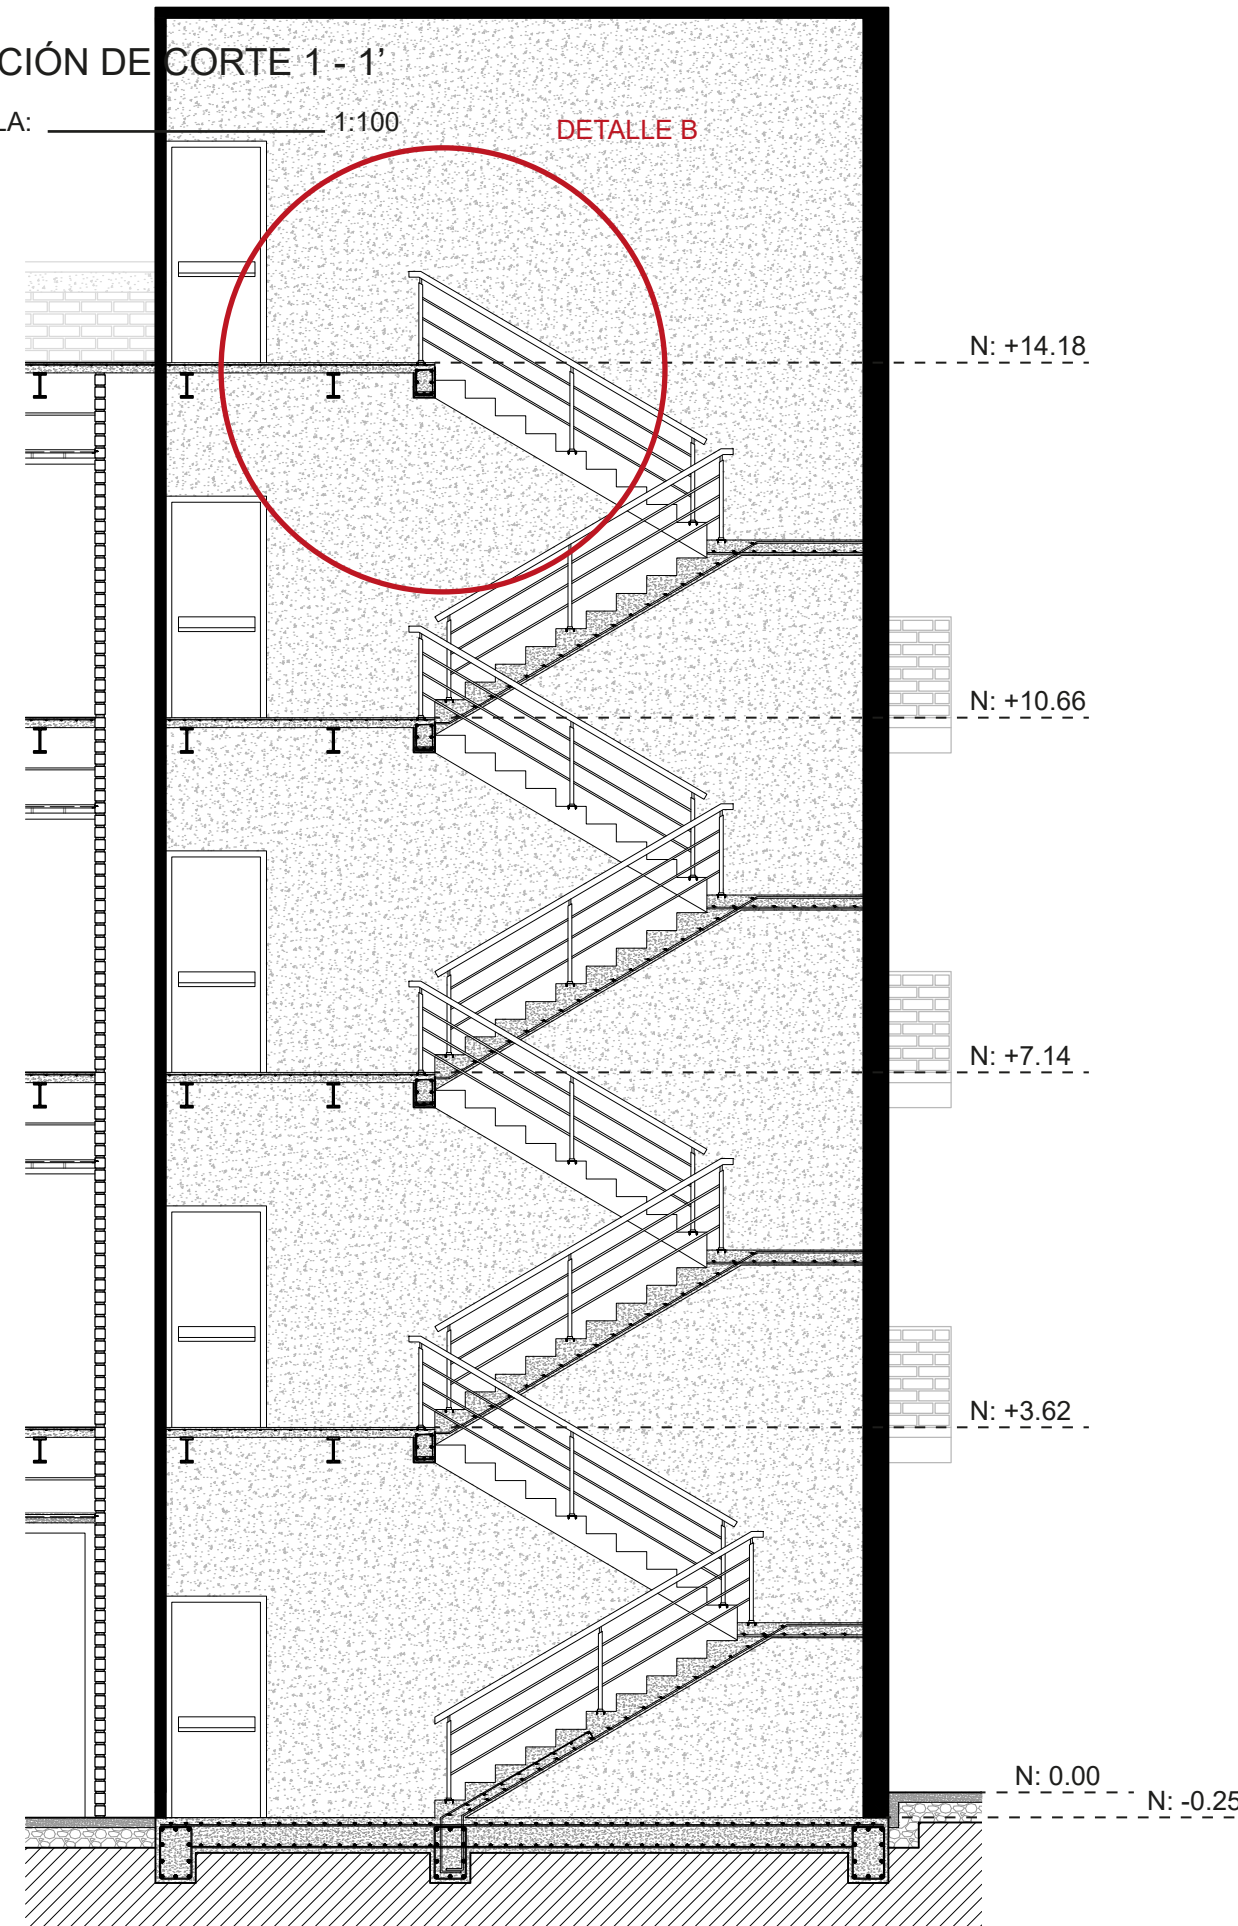 CIÓN DE CORTE 1 - 1’
LA: 1:100
DETALLE B
N: +14.18
N: +10.66
N: +7.14
N: +3.62
N: 0.00
N: -0.25